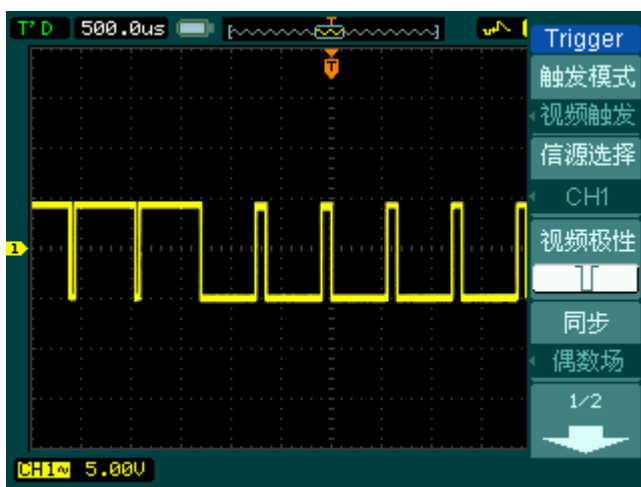 T'D 500.0us
T
Trigger
触发模式
视频触发
T
信源选择
CH1
1
视频极性
同步
偶数场
1/2
CH1~ 5.00V